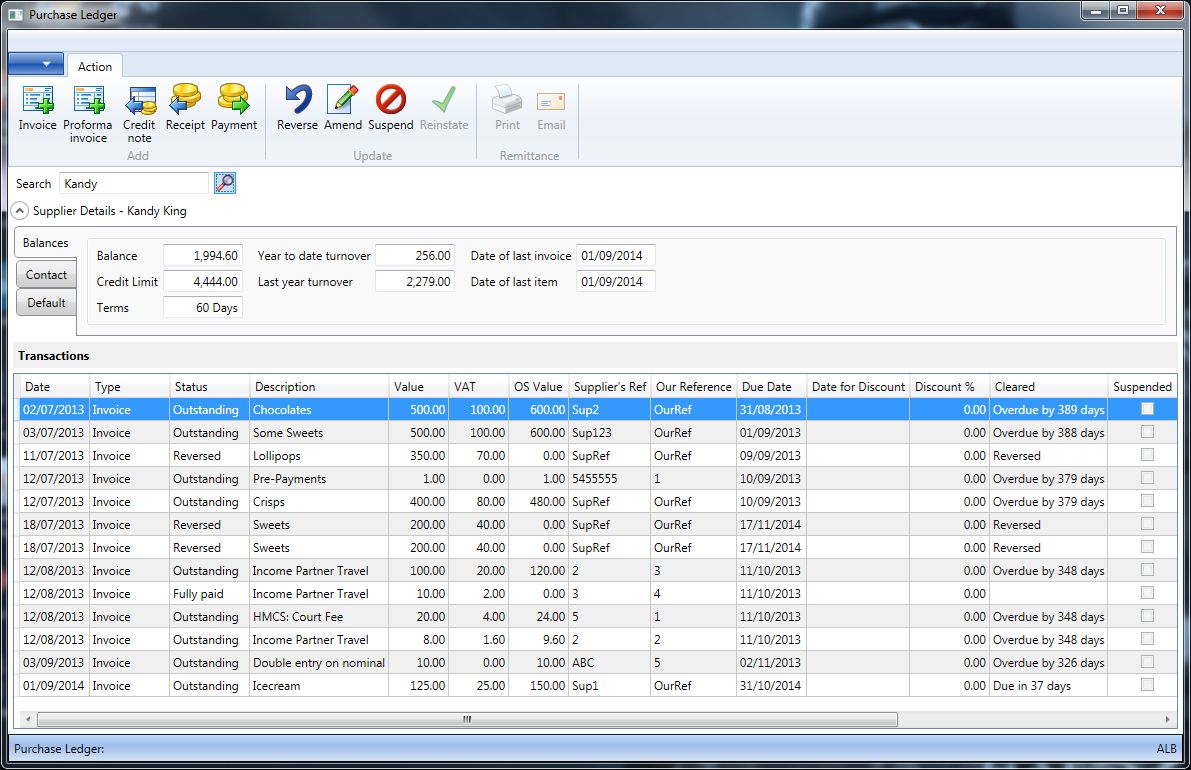 Purchase Ledger
Action
Invoice Proforma invoice Credit note Receipt Payment Reverse Amend Suspend Reinstate Print Email
Add Update Remittance
Search Kandy
Supplier Details - Kandy King
Balances
Contact
Default
Balance 1,994.60 Year to date turnover 256.00 Date of last invoice 01/09/2014
Credit Limit 4,444.00 Last year turnover 2,279.00 Date of last item 01/09/2014
Terms 60 Days
Transactions
Date Type Status Description Value VAT OS Value Supplier's Ref Our Reference Due Date Date for Discount Discount % Cleared Suspended
02/07/2013 Invoice Outstanding Chocolates 500.00 100.00 600.00 Sup2 OurRef 31/08/2013 0.00 Overdue by 389 days
03/07/2013 Invoice Outstanding Some Sweets 500.00 100.00 600.00 Sup123 OurRef 01/09/2013 0.00 Overdue by 388 days
11/07/2013 Invoice Reversed Lollipops 350.00 70.00 0.00 SupRef OurRef 09/09/2013 0.00 Reversed
12/07/2013 Invoice Outstanding Pre-Payments 1.00 0.00 1.00 5455555 1 10/09/2013 0.00 Overdue by 379 days
12/07/2013 Invoice Outstanding Crisps 400.00 80.00 480.00 SupRef OurRef 10/09/2013 0.00 Overdue by 379 days
18/07/2013 Invoice Reversed Sweets 200.00 40.00 0.00 SupRef OurRef 17/11/2014 0.00 Reversed
18/07/2013 Invoice Reversed Sweets 200.00 40.00 0.00 SupRef OurRef 17/11/2014 0.00 Reversed
12/08/2013 Invoice Outstanding Income Partner Travel 100.00 20.00 120.00 2 3 11/10/2013 0.00 Overdue by 348 days
12/08/2013 Invoice Fully paid Income Partner Travel 10.00 2.00 0.00 3 4 11/10/2013 0.00
12/08/2013 Invoice Outstanding HMCS: Court Fee 20.00 4.00 24.00 5 1 11/10/2013 0.00 Overdue by 348 days
12/08/2013 Invoice Outstanding Income Partner Travel 8.00 1.60 9.60 2 2 11/10/2013 0.00 Overdue by 348 days
03/09/2013 Invoice Outstanding Double entry on nominal 10.00 0.00 10.00 ABC 5 02/11/2013 0.00 Overdue by 326 days
01/09/2014 Invoice Outstanding Icecream 125.00 25.00 150.00 Sup1 OurRef 31/10/2014 0.00 Due in 37 days
Purchase Ledger: ALB